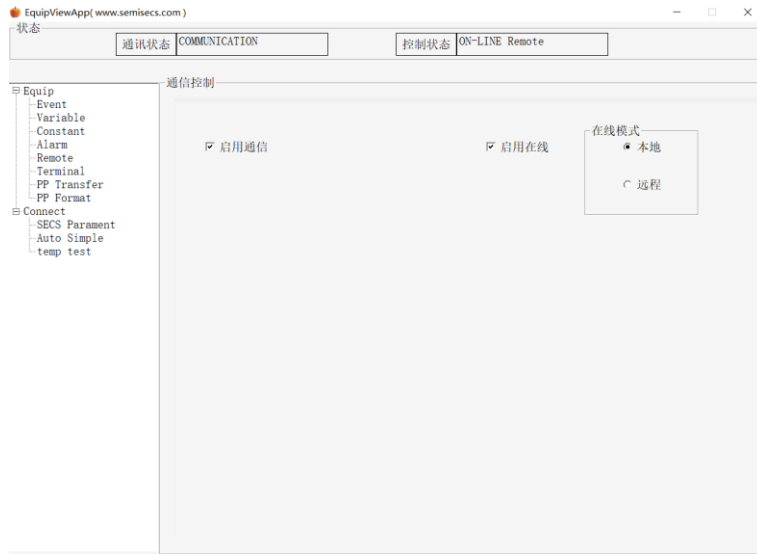 EquipViewApp( www.semisecs.com )
状态
通讯状态 COMMUNICATION 控制状态 ON-LINE Remote
通信控制
Equip
Event
Variable
Constant
Alarm
Remote
Terminal
PP Transfer
PP Format
Connect
SECS Parament
Auto Simple
temp test
启用通信
启用在线
在线模式
本地
远程